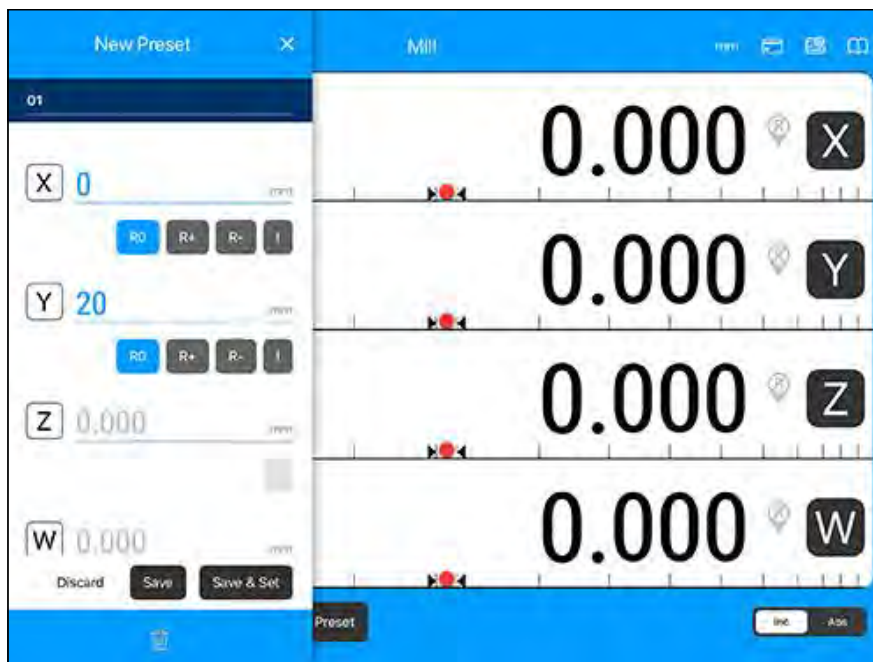 New Preset ×
Mill
mm
01
X 0 mm
R0 R+ R- I
Y 20 mm
R0 R+ R- I
Z 0.000 mm
W 0.000 mm
Discard Save Save & Set
0.000 X
0.000 Y
0.000 Z
0.000 W
Preset
Inc Abs